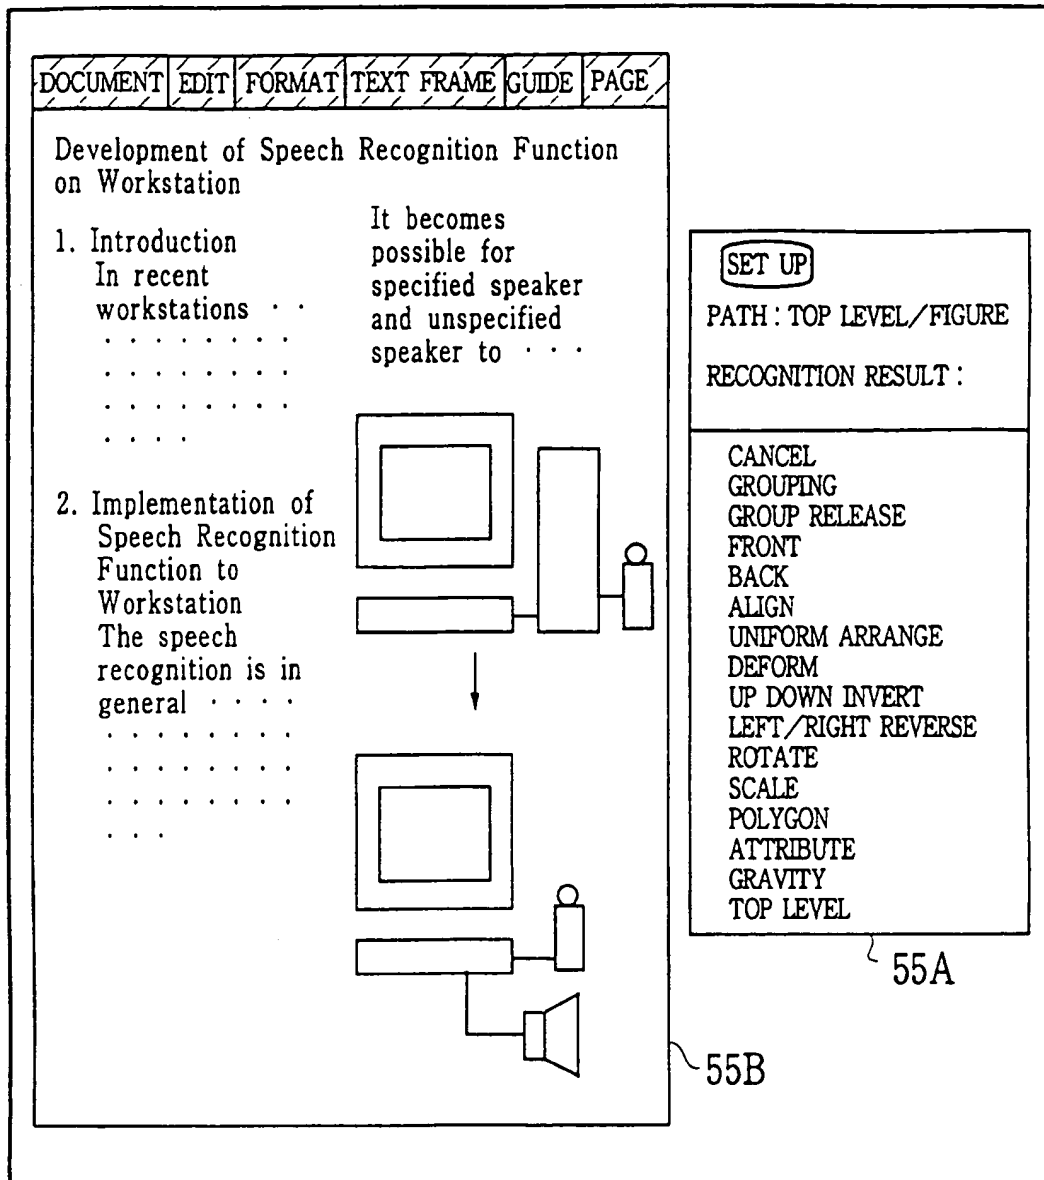 DOCUMENT EDIT FORMAT TEXT FRAME GUIDE PAGE
Development of Speech Recognition Function
on Workstation
1. Introduction
In recent
workstations · ·
· · · · · · · ·
· · · · · · · ·
· · · · · · · ·
· · · ·
2. Implementation of
Speech Recognition
Function to
Workstation
The speech
recognition is in
general · · · ·
· · · · · · · ·
· · · · · · · ·
· · · · · · · ·
· · ·
It becomes
possible for
specified speaker
and unspecified
speaker to · · ·
SET UP
PATH : TOP LEVEL/FIGURE
RECOGNITION RESULT :
CANCEL
GROUPING
GROUP RELEASE
FRONT
BACK
ALIGN
UNIFORM ARRANGE
DEFORM
UP DOWN INVERT
LEFT/RIGHT REVERSE
ROTATE
SCALE
POLYGON
ATTRIBUTE
GRAVITY
TOP LEVEL
55A
55B